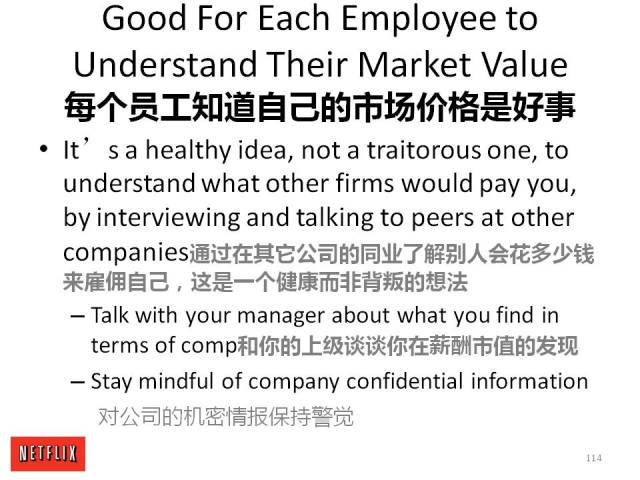 Good For Each Employee to
Understand Their Market Value
每个员工知道自己的市场价格是好事
• It’s a healthy idea, not a traitorous one, to
understand what other firms would pay you,
by interviewing and talking to peers at other
companies通过在其它公司的同业了解别人会花多少钱
来雇佣自己，这是一个健康而非背叛的想法
– Talk with your manager about what you find in
terms of comp和你的上级谈谈你在薪酬市值的发现
– Stay mindful of company confidential information
对公司的机密情报保持警觉
NETFLIX
114